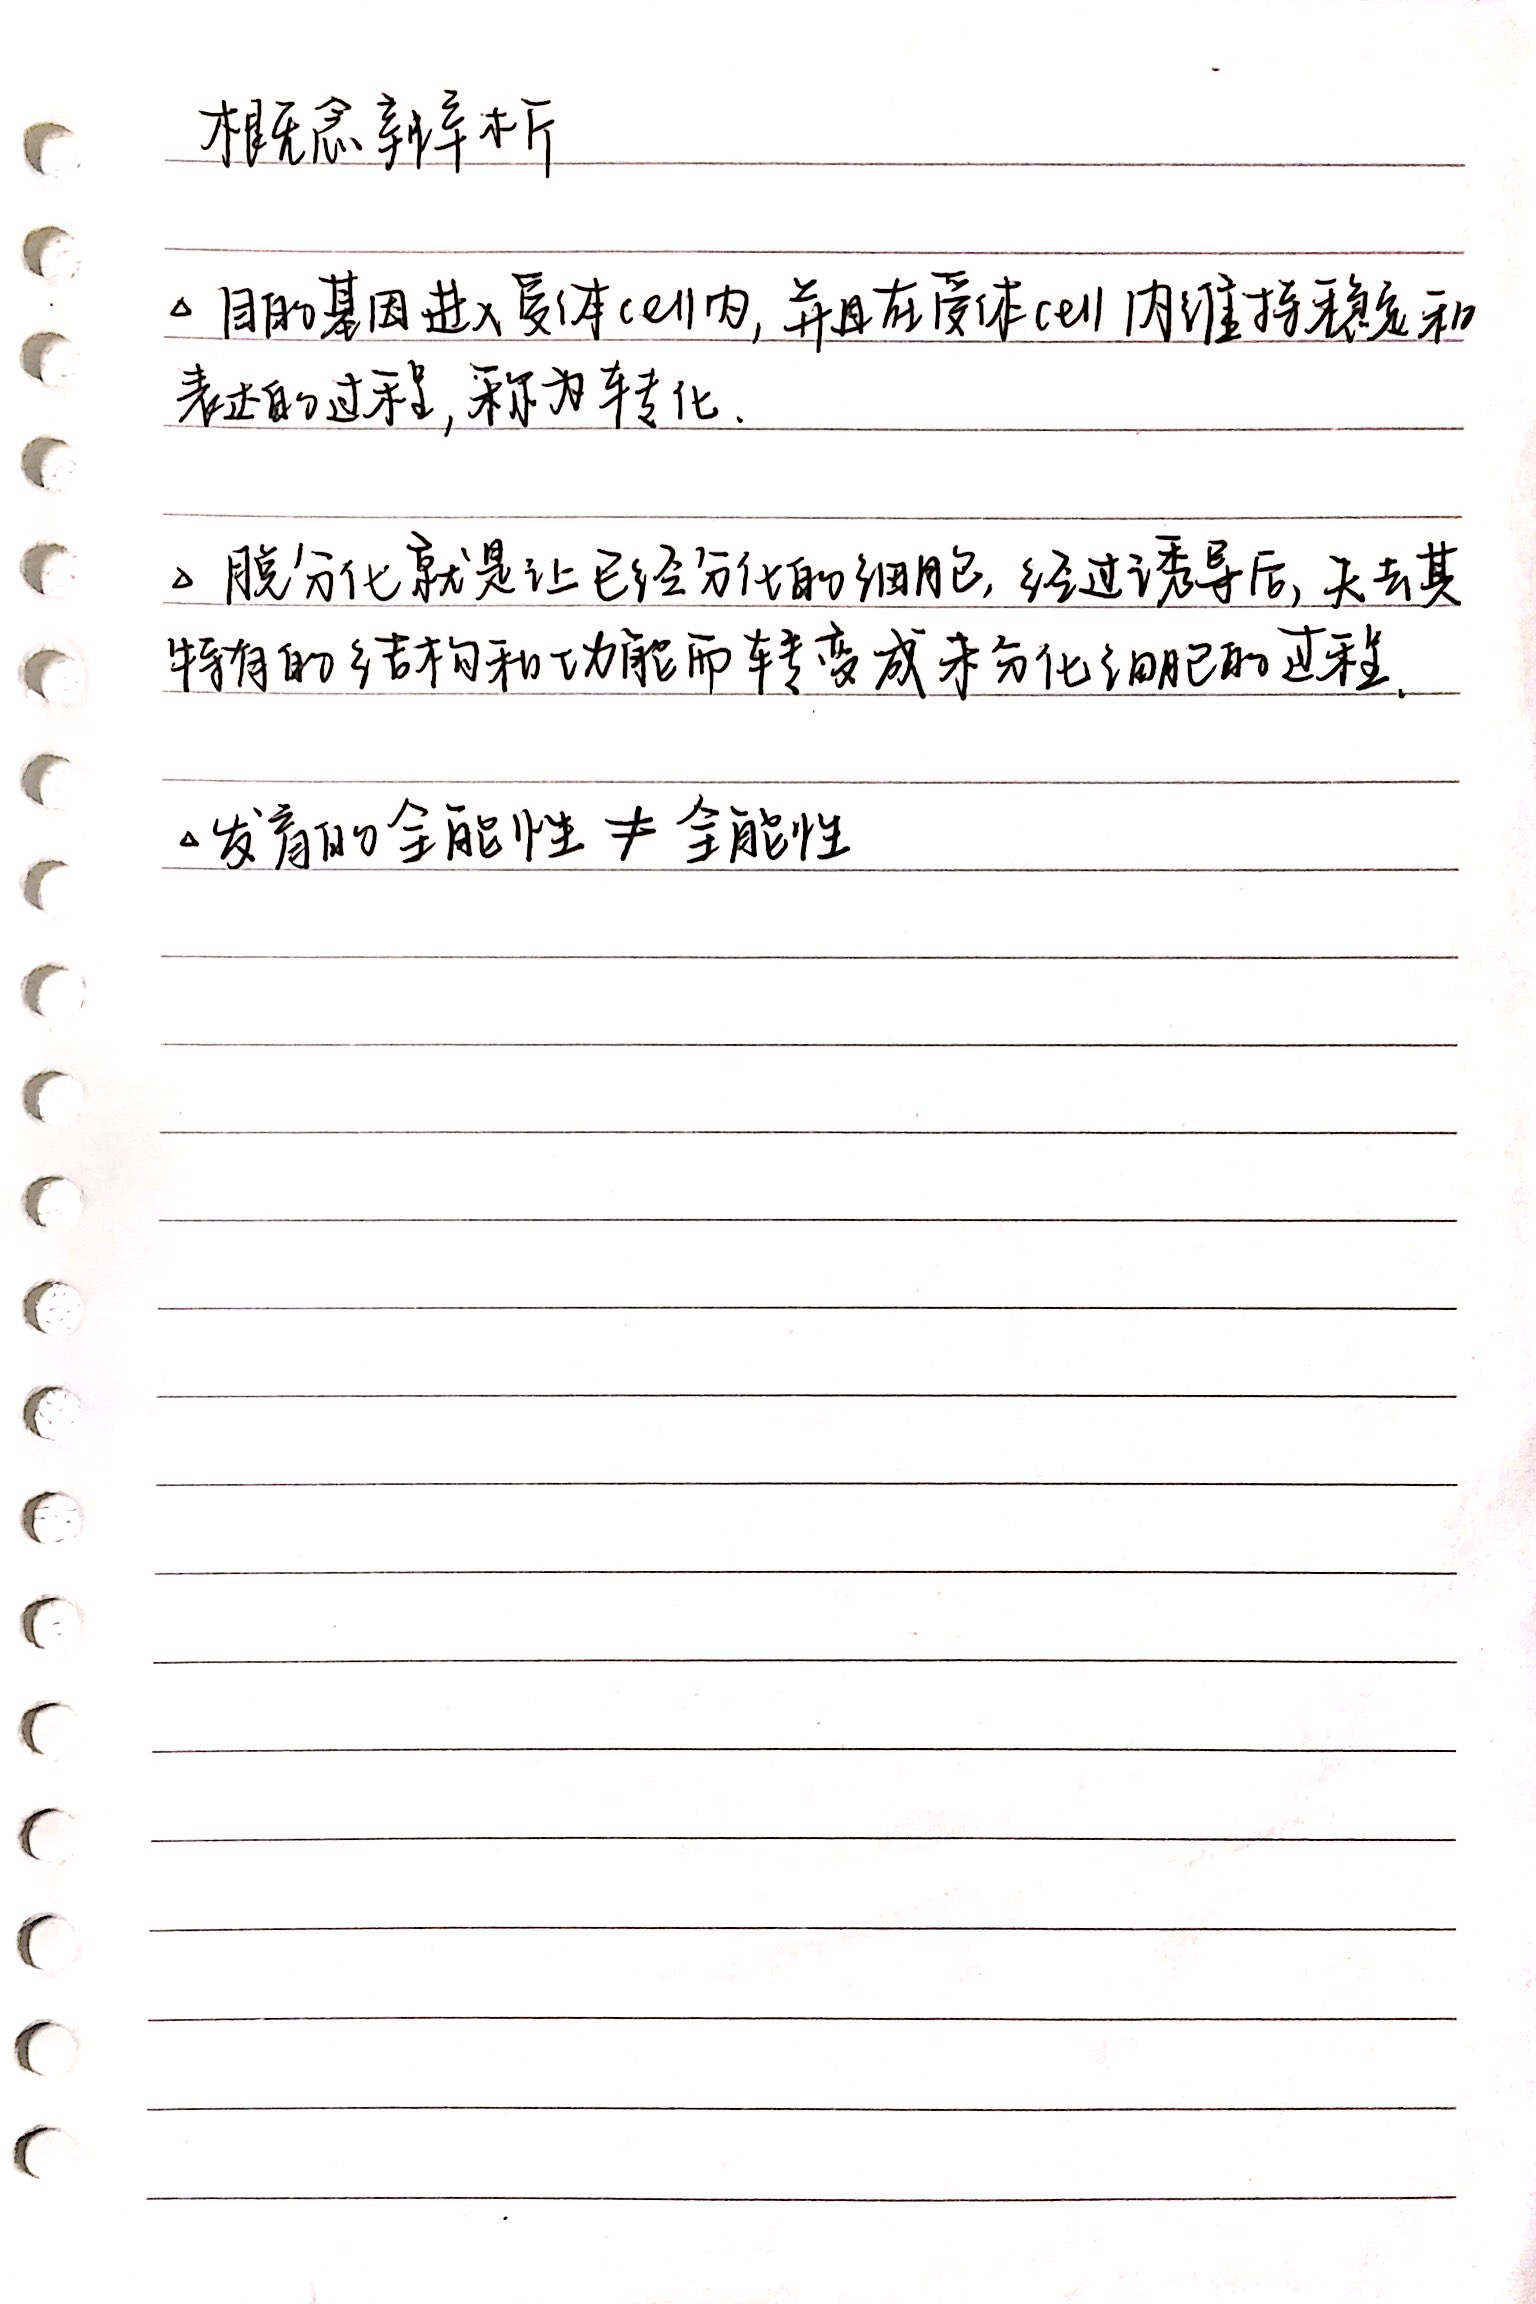 概念辨析
△ 目的基因进入受体cell内, 并且在受体cell内维持稳定和
表达的过程, 称为转化.
△ 脱分化就是让已经分化的细胞, 经过诱导后, 失去其
特有的结构和功能而转变成未分化细胞的过程.
△ 发育的全能性 ≠ 全能性